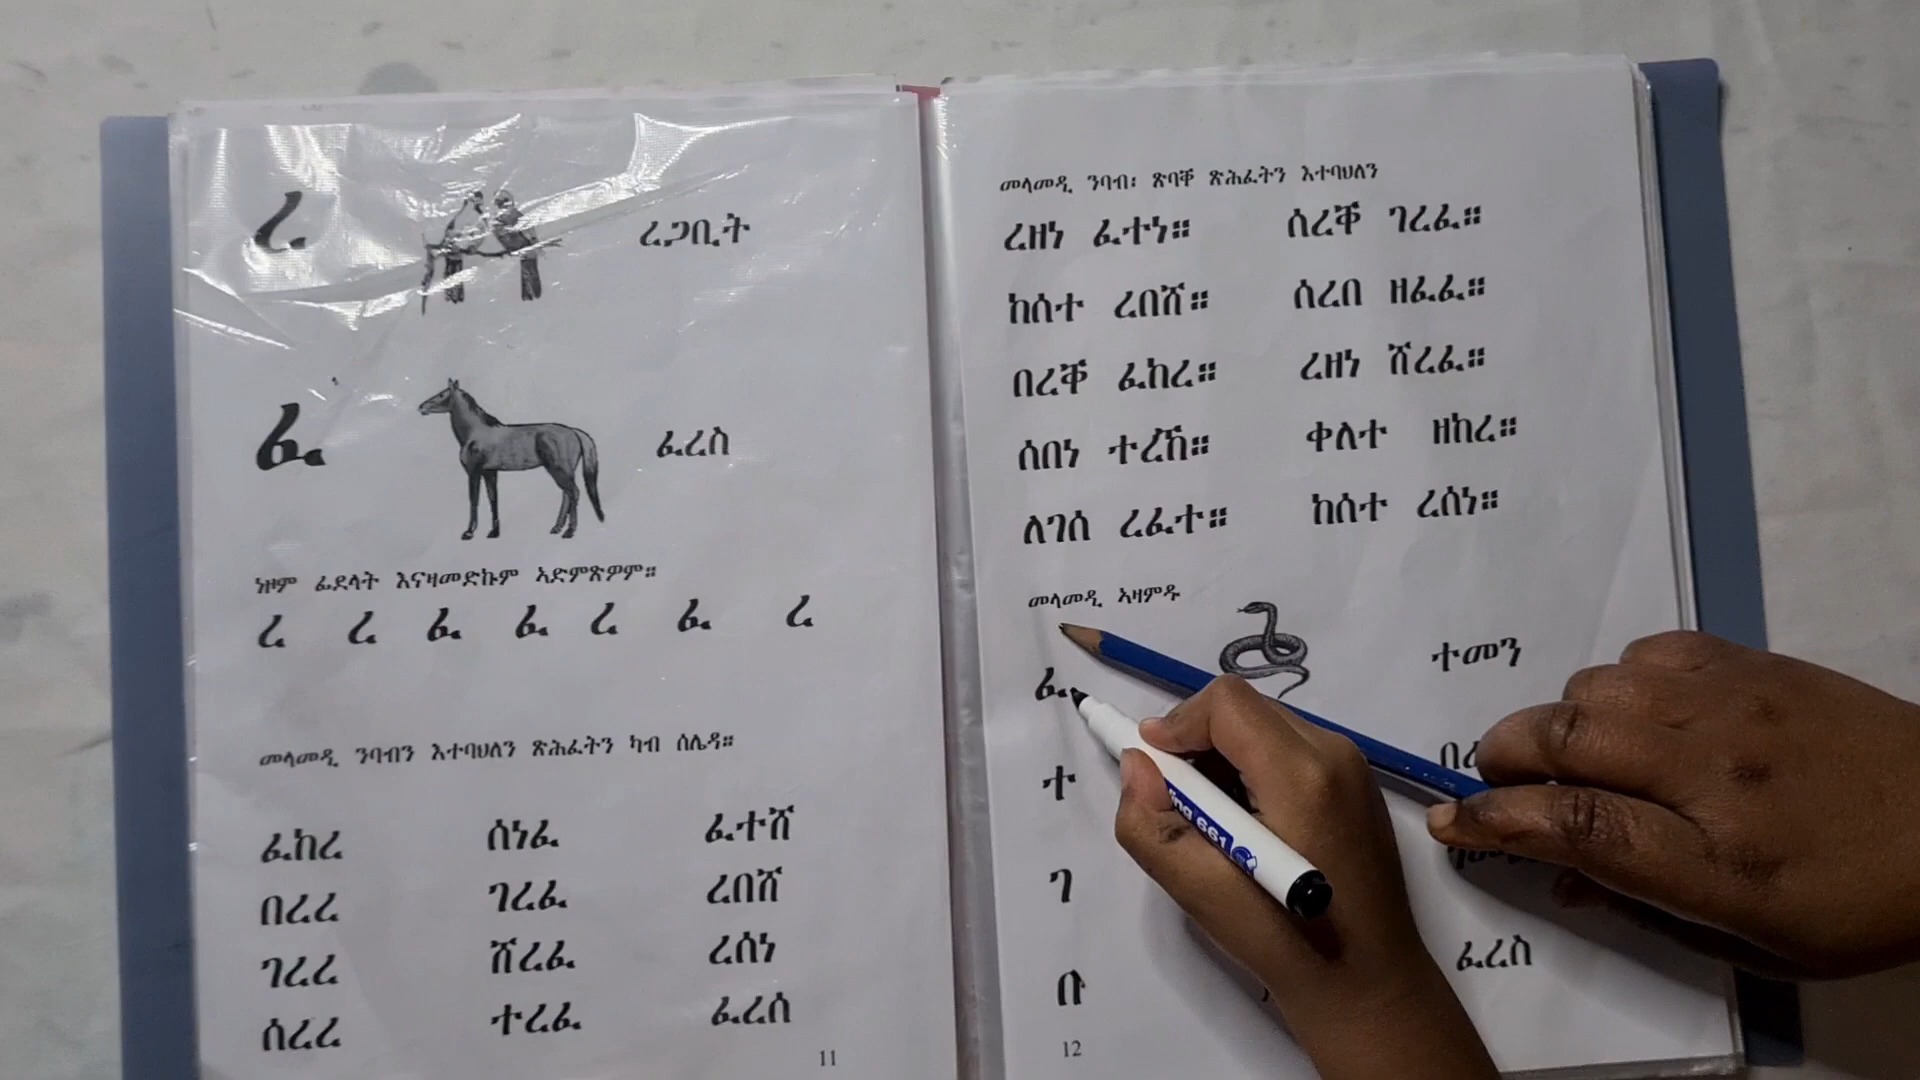 ረ ረጋቢት
ፈ ፈረስ
ነዞም ፊደላት እናዛመድኩም ኣድምጽዎም።
ረ ረ ፈ ፈ ረ ፈ ረ
መላመዲ ንባብን እተባህለን ጽሕፈትን ካብ ሰሌዳ።
ፈከረ ሰነፈ ፈተሸ
በረረ ገረፈ ረበሸ
ገረረ ሸረፈ ረሰነ
ሰረረ ተረፈ ፈረሰ
11
መላመዲ ንባብ፡ ጽባቐ ጽሕፈትን እተባህለን
ረዘነ ፈተነ። ሰረቐ ገረፈ።
ከሰተ ረበሸ። ሰረበ ዘፈፈ።
በረቐ ፈከረ። ረዘነ ሸረፈ።
ሰበነ ተረኸ። ቀለተ ዘከረ።
ለገሰ ረፈተ። ከሰተ ረሰነ።
መላመዲ ኣዛምዱ
ፈ ተመን
ተ
ገ
በ ፈረስ
12